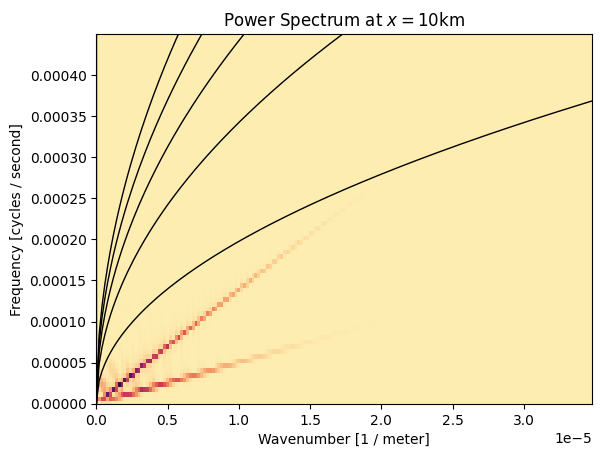 Power Spectrum at x = 10km
0.00040
0.00035
0.00030
0.00025
0.00020
0.00015
0.00010
0.00005
0.00000
Frequency [cycles / second]
0.0 0.5 1.0 1.5 2.0 2.5 3.0
1e−5
Wavenumber [1 / meter]